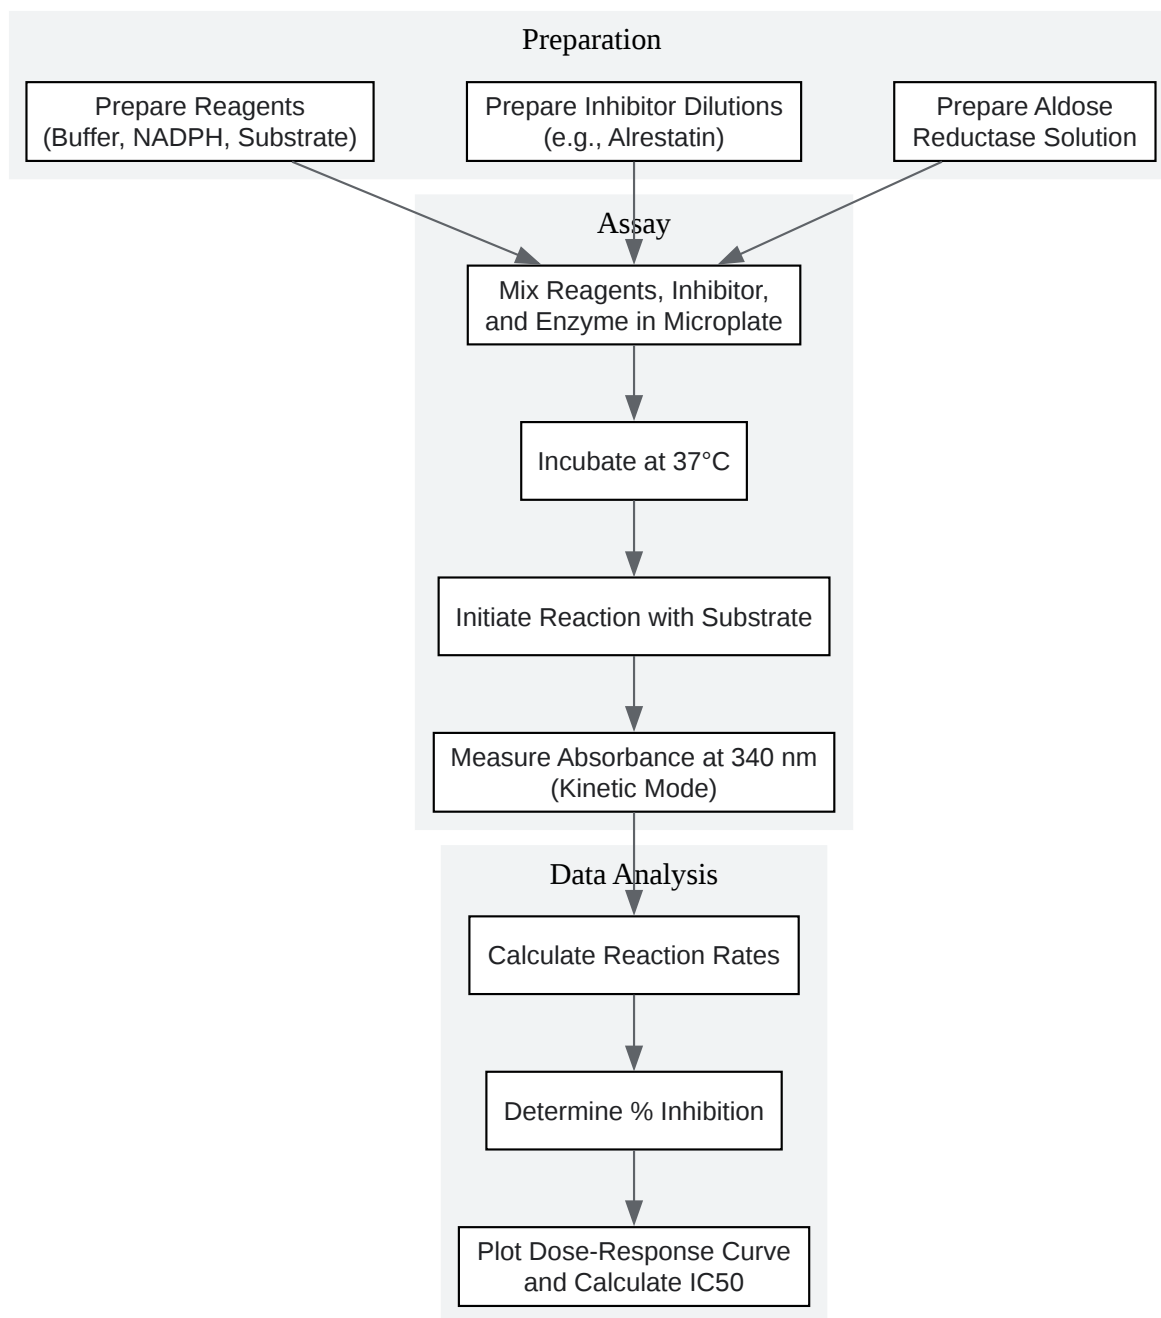 Preparation
Prepare Reagents
(Buffer, NADPH, Substrate)
Prepare Inhibitor Dilutions
(e.g., Alrestatin)
Prepare Aldose
Reductase Solution
Assay
Mix Reagents, Inhibitor,
and Enzyme in Microplate
Incubate at 37°C
Initiate Reaction with Substrate
Measure Absorbance at 340 nm
(Kinetic Mode)
Data Analysis
Calculate Reaction Rates
Determine % Inhibition
Plot Dose-Response Curve
and Calculate IC50